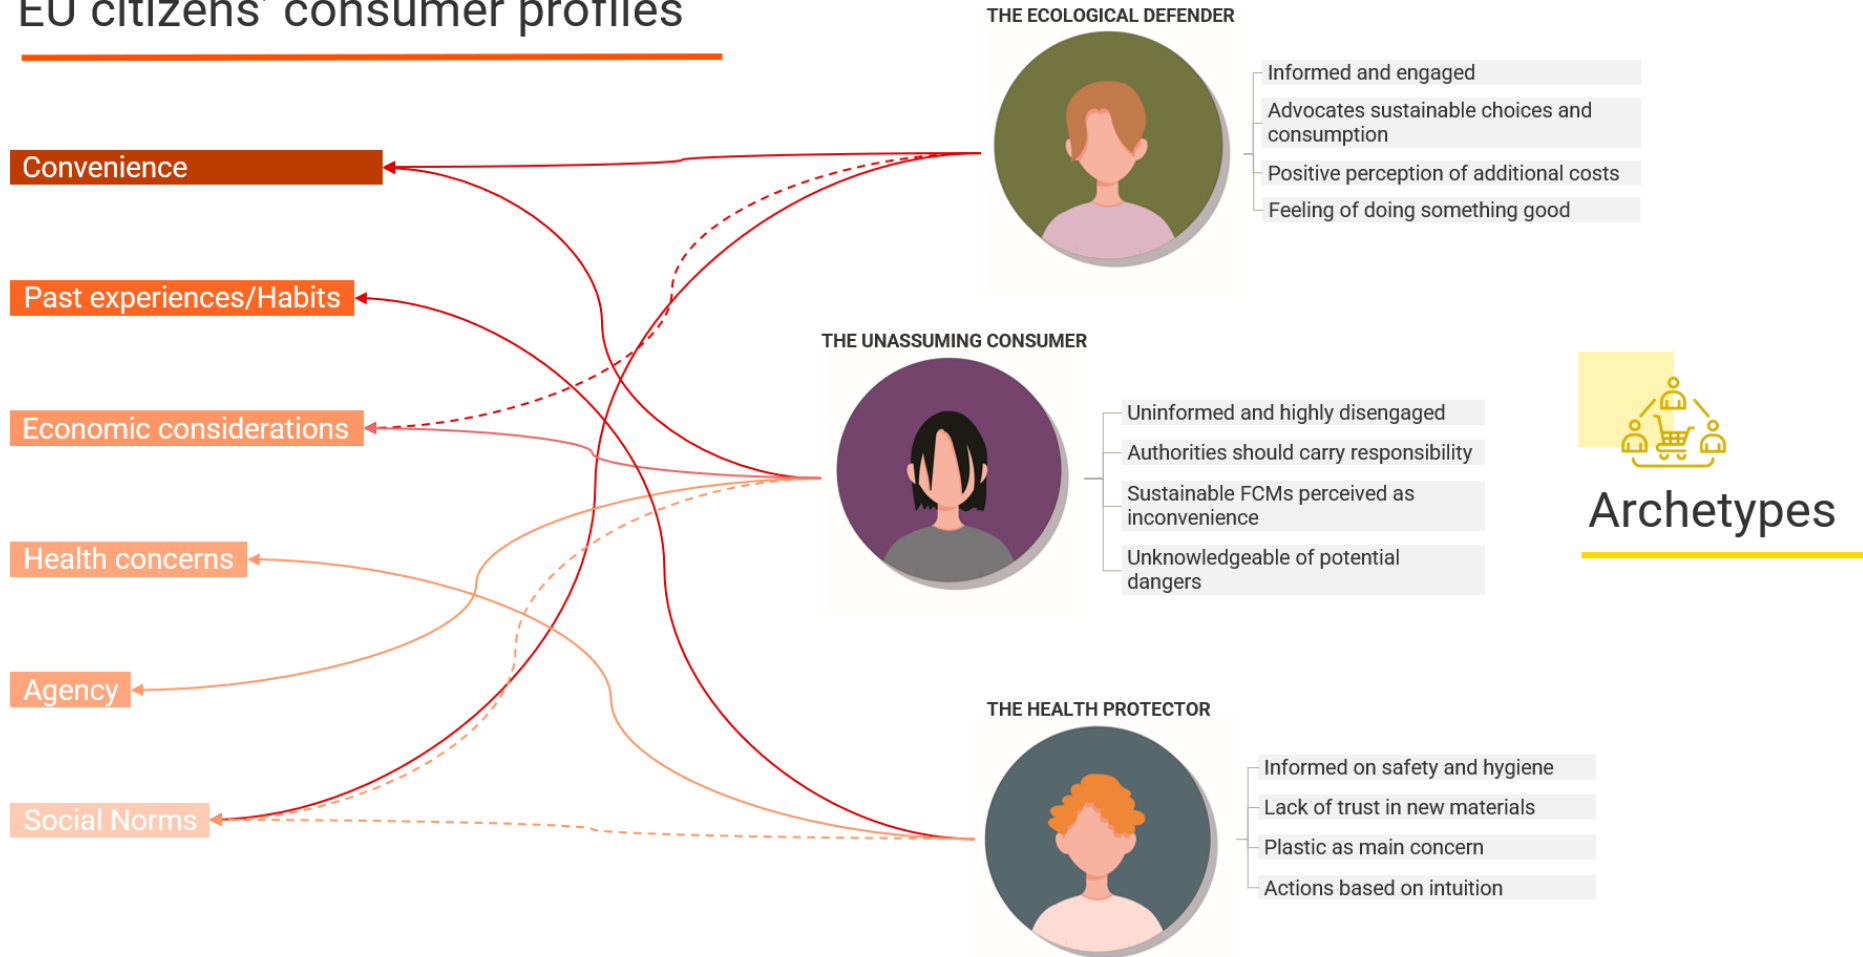 EU citizens' consumer profiles
Convenience
Past experiences/Habits
Economic considerations
Health concerns
Agency
Social Norms
THE ECOLOGICAL DEFENDER
Informed and engaged
Advocates sustainable choices and
consumption
Positive perception of additional costs
Feeling of doing something good
THE UNASSUMING CONSUMER
Uninformed and highly disengaged
Authorities should carry responsibility
Sustainable FCMs perceived as
inconvenience
Unknowledgeable of potential
dangers
THE HEALTH PROTECTOR
Informed on safety and hygiene
Lack of trust in new materials
Plastic as main concern
Actions based on intuition
Archetypes